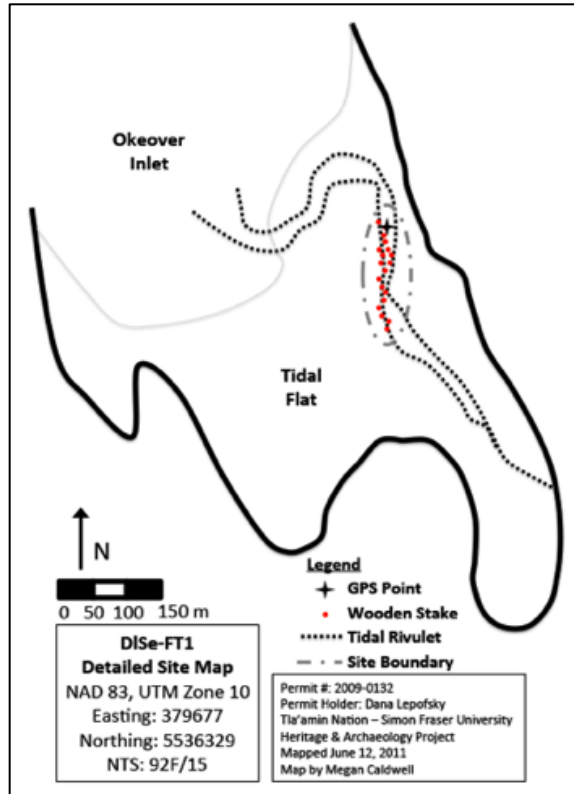 Okeover
Inlet
Tidal
Flat
N
0 50 100 150 m
Legend
GPS Point
Wooden Stake
Tidal Rivulet
Site Boundary
DlSe-FT1
Detailed Site Map
NAD 83, UTM Zone 10
Easting: 379677
Northing: 5536329
NTS: 92F/15
Permit #: 2009-0132
Permit Holder: Dana Lepofsky
Tla'amin Nation – Simon Fraser University
Heritage & Archaeology Project
Mapped June 12, 2011
Map by Megan Caldwell